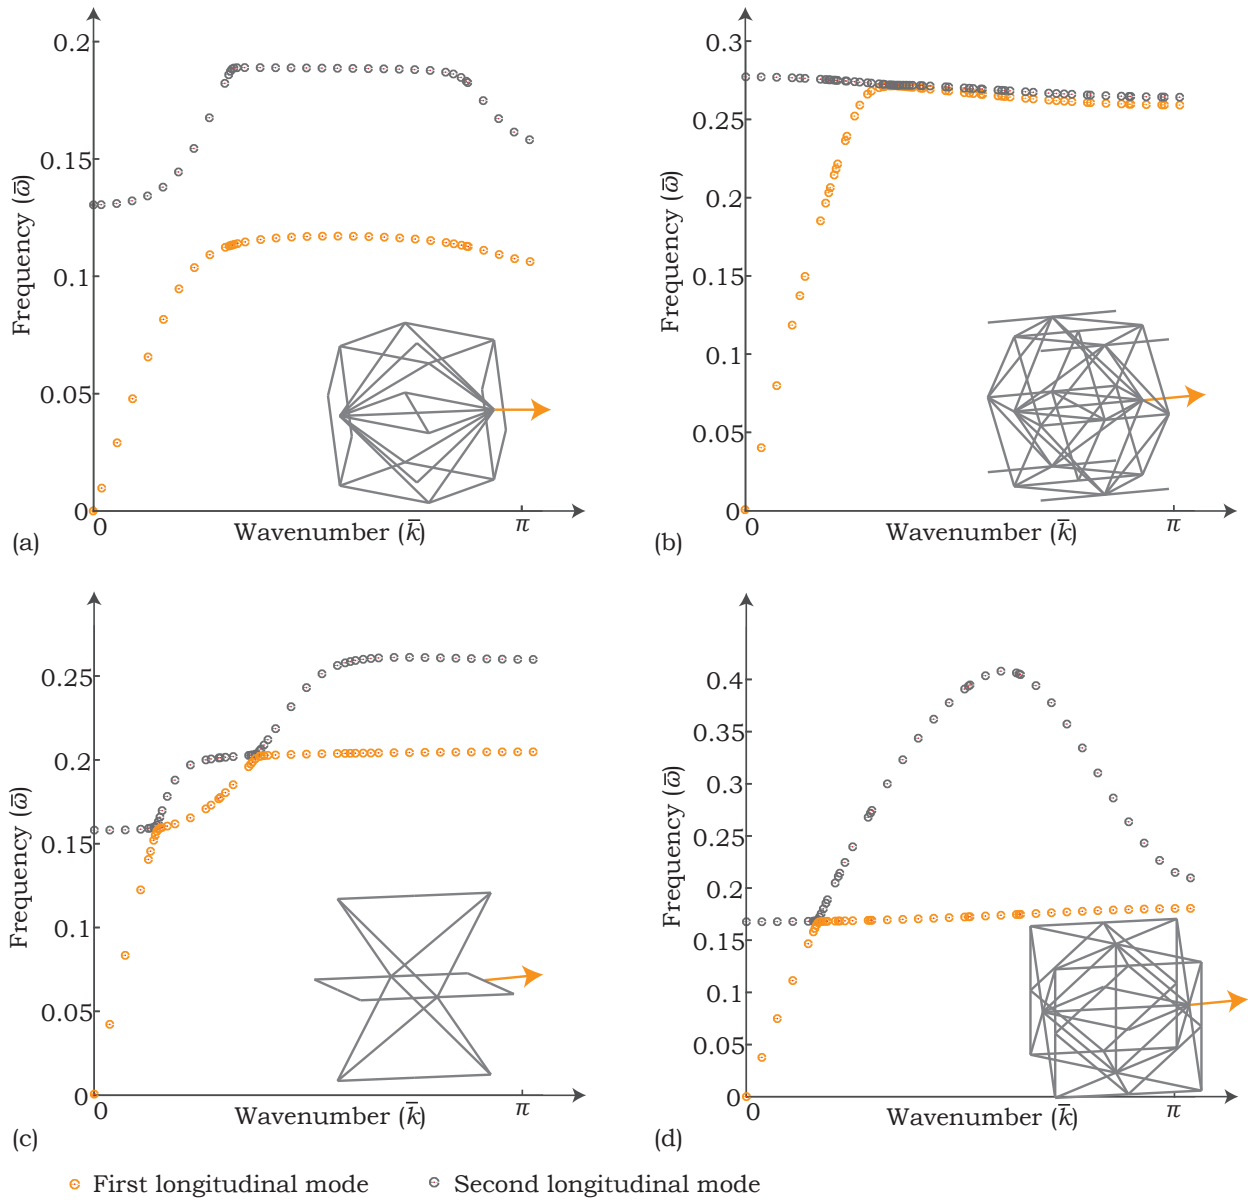 0.2
0.15
0.1
0.05
0
Frequency (ω̄)
0
Wavenumber (k̄)
π
(a)
0.3
0.25
0.2
0.15
0.1
0.05
0
Frequency (ω̄)
0
Wavenumber (k̄)
π
(b)
0.25
0.2
0.15
0.1
0.05
0
Frequency (ω̄)
0
Wavenumber (k̄)
π
(c)
0.4
0.3
0.25
0.2
0.15
0.1
0.05
0
Frequency (ω̄)
0
Wavenumber (k̄)
π
(d)
First longitudinal mode
Second longitudinal mode